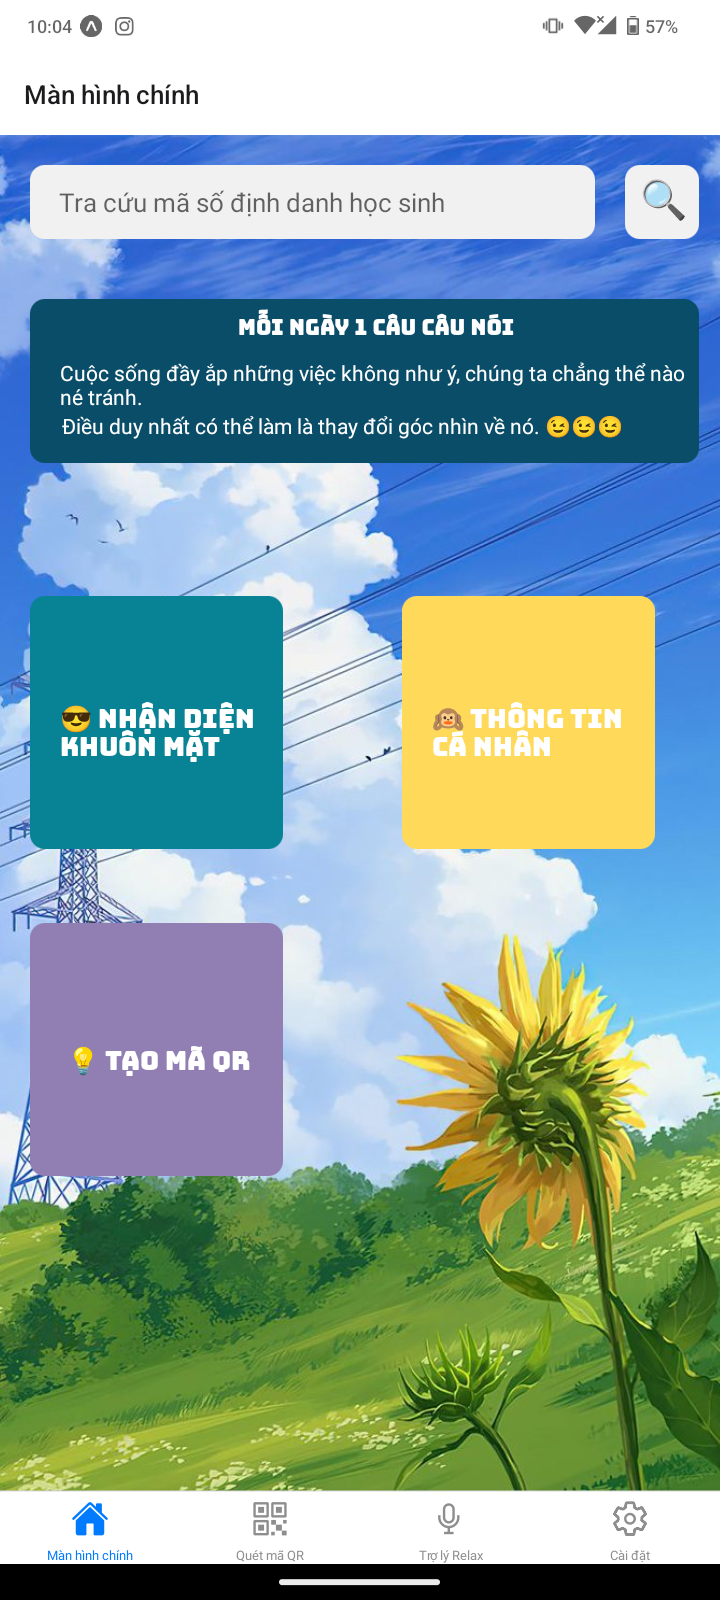 10:04 57%
Màn hình chính
Tra cứu mã số định danh học sinh
MỖI NGÀY 1 CÂU CÂU NÓI
Cuộc sống đầy ắp những việc không như ý, chúng ta chẳng thể nào
né tránh.
Điều duy nhất có thể làm là thay đổi góc nhìn về nó. 😉😉😉
😎 NHẬN DIỆN
KHUÔN MẶT
🙉 THÔNG TIN
CÁ NHÂN
💡 TẠO MÃ QR
Màn hình chính
Quét mã QR
Trợ lý Relax
Cài đặt